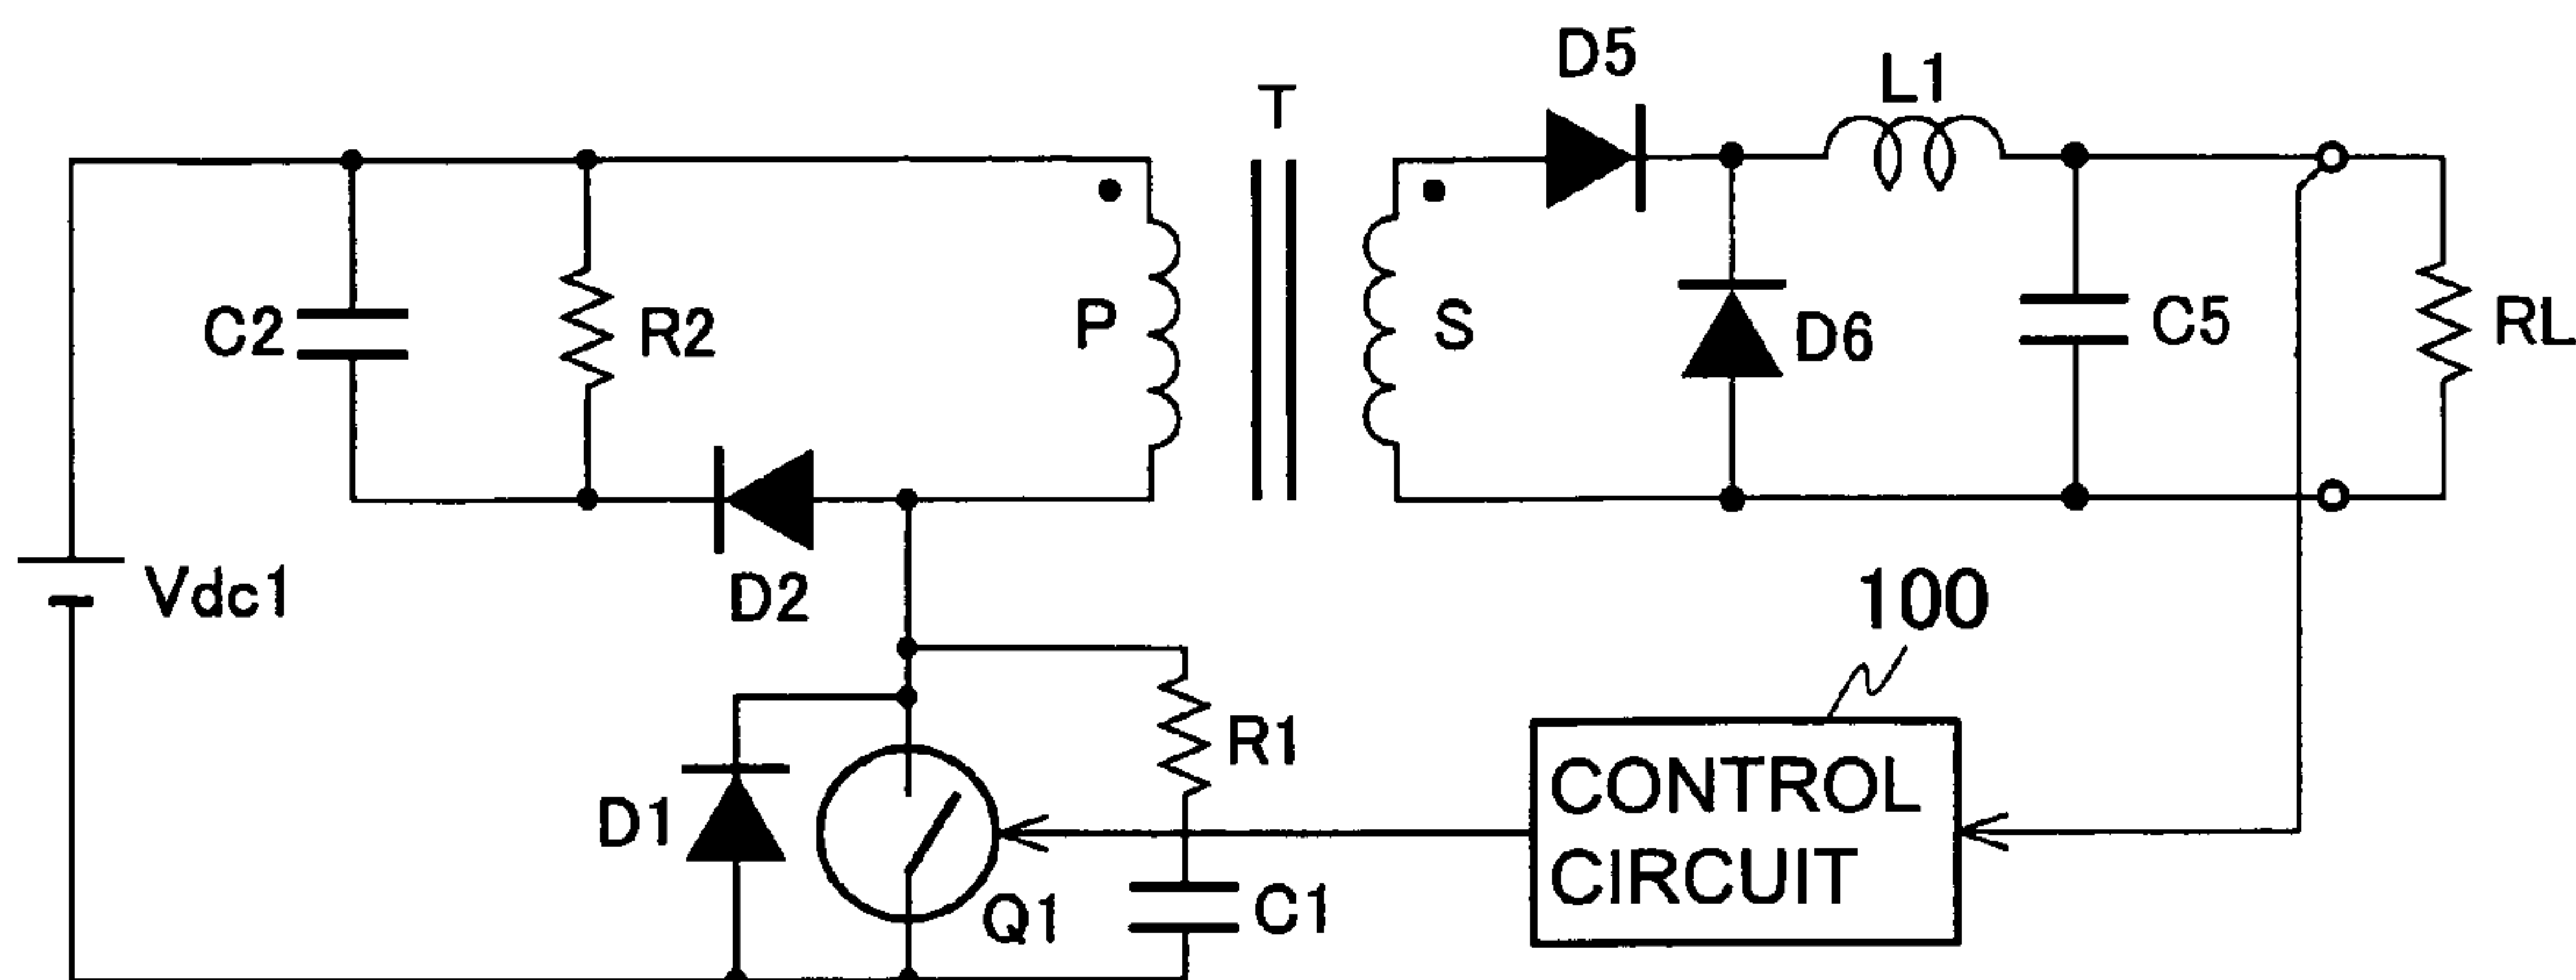 D5
L1
T
C2
R2
P
S
D6
C5
RL
Vdc1
D2
100
R1
CONTROL
CIRCUIT
D1
Q1
C1